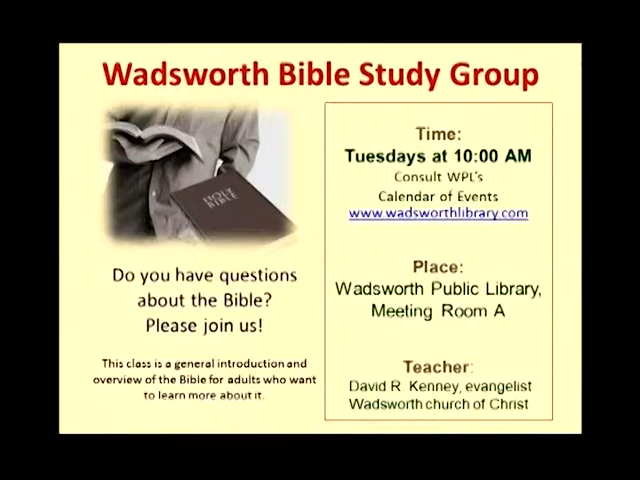 Wadsworth Bible Study Group
HOLY
BIBLE
Do you have questions
about the Bible?
Please join us!
This class is a general introduction and
overview of the Bible for adults who want
to learn more about it.
Time:
Tuesdays at 10:00 AM
Consult WPL's
Calendar of Events
www.wadsworthlibrary.com
Place:
Wadsworth Public Library,
Meeting Room A
Teacher:
David R. Kenney, evangelist
Wadsworth church of Christ